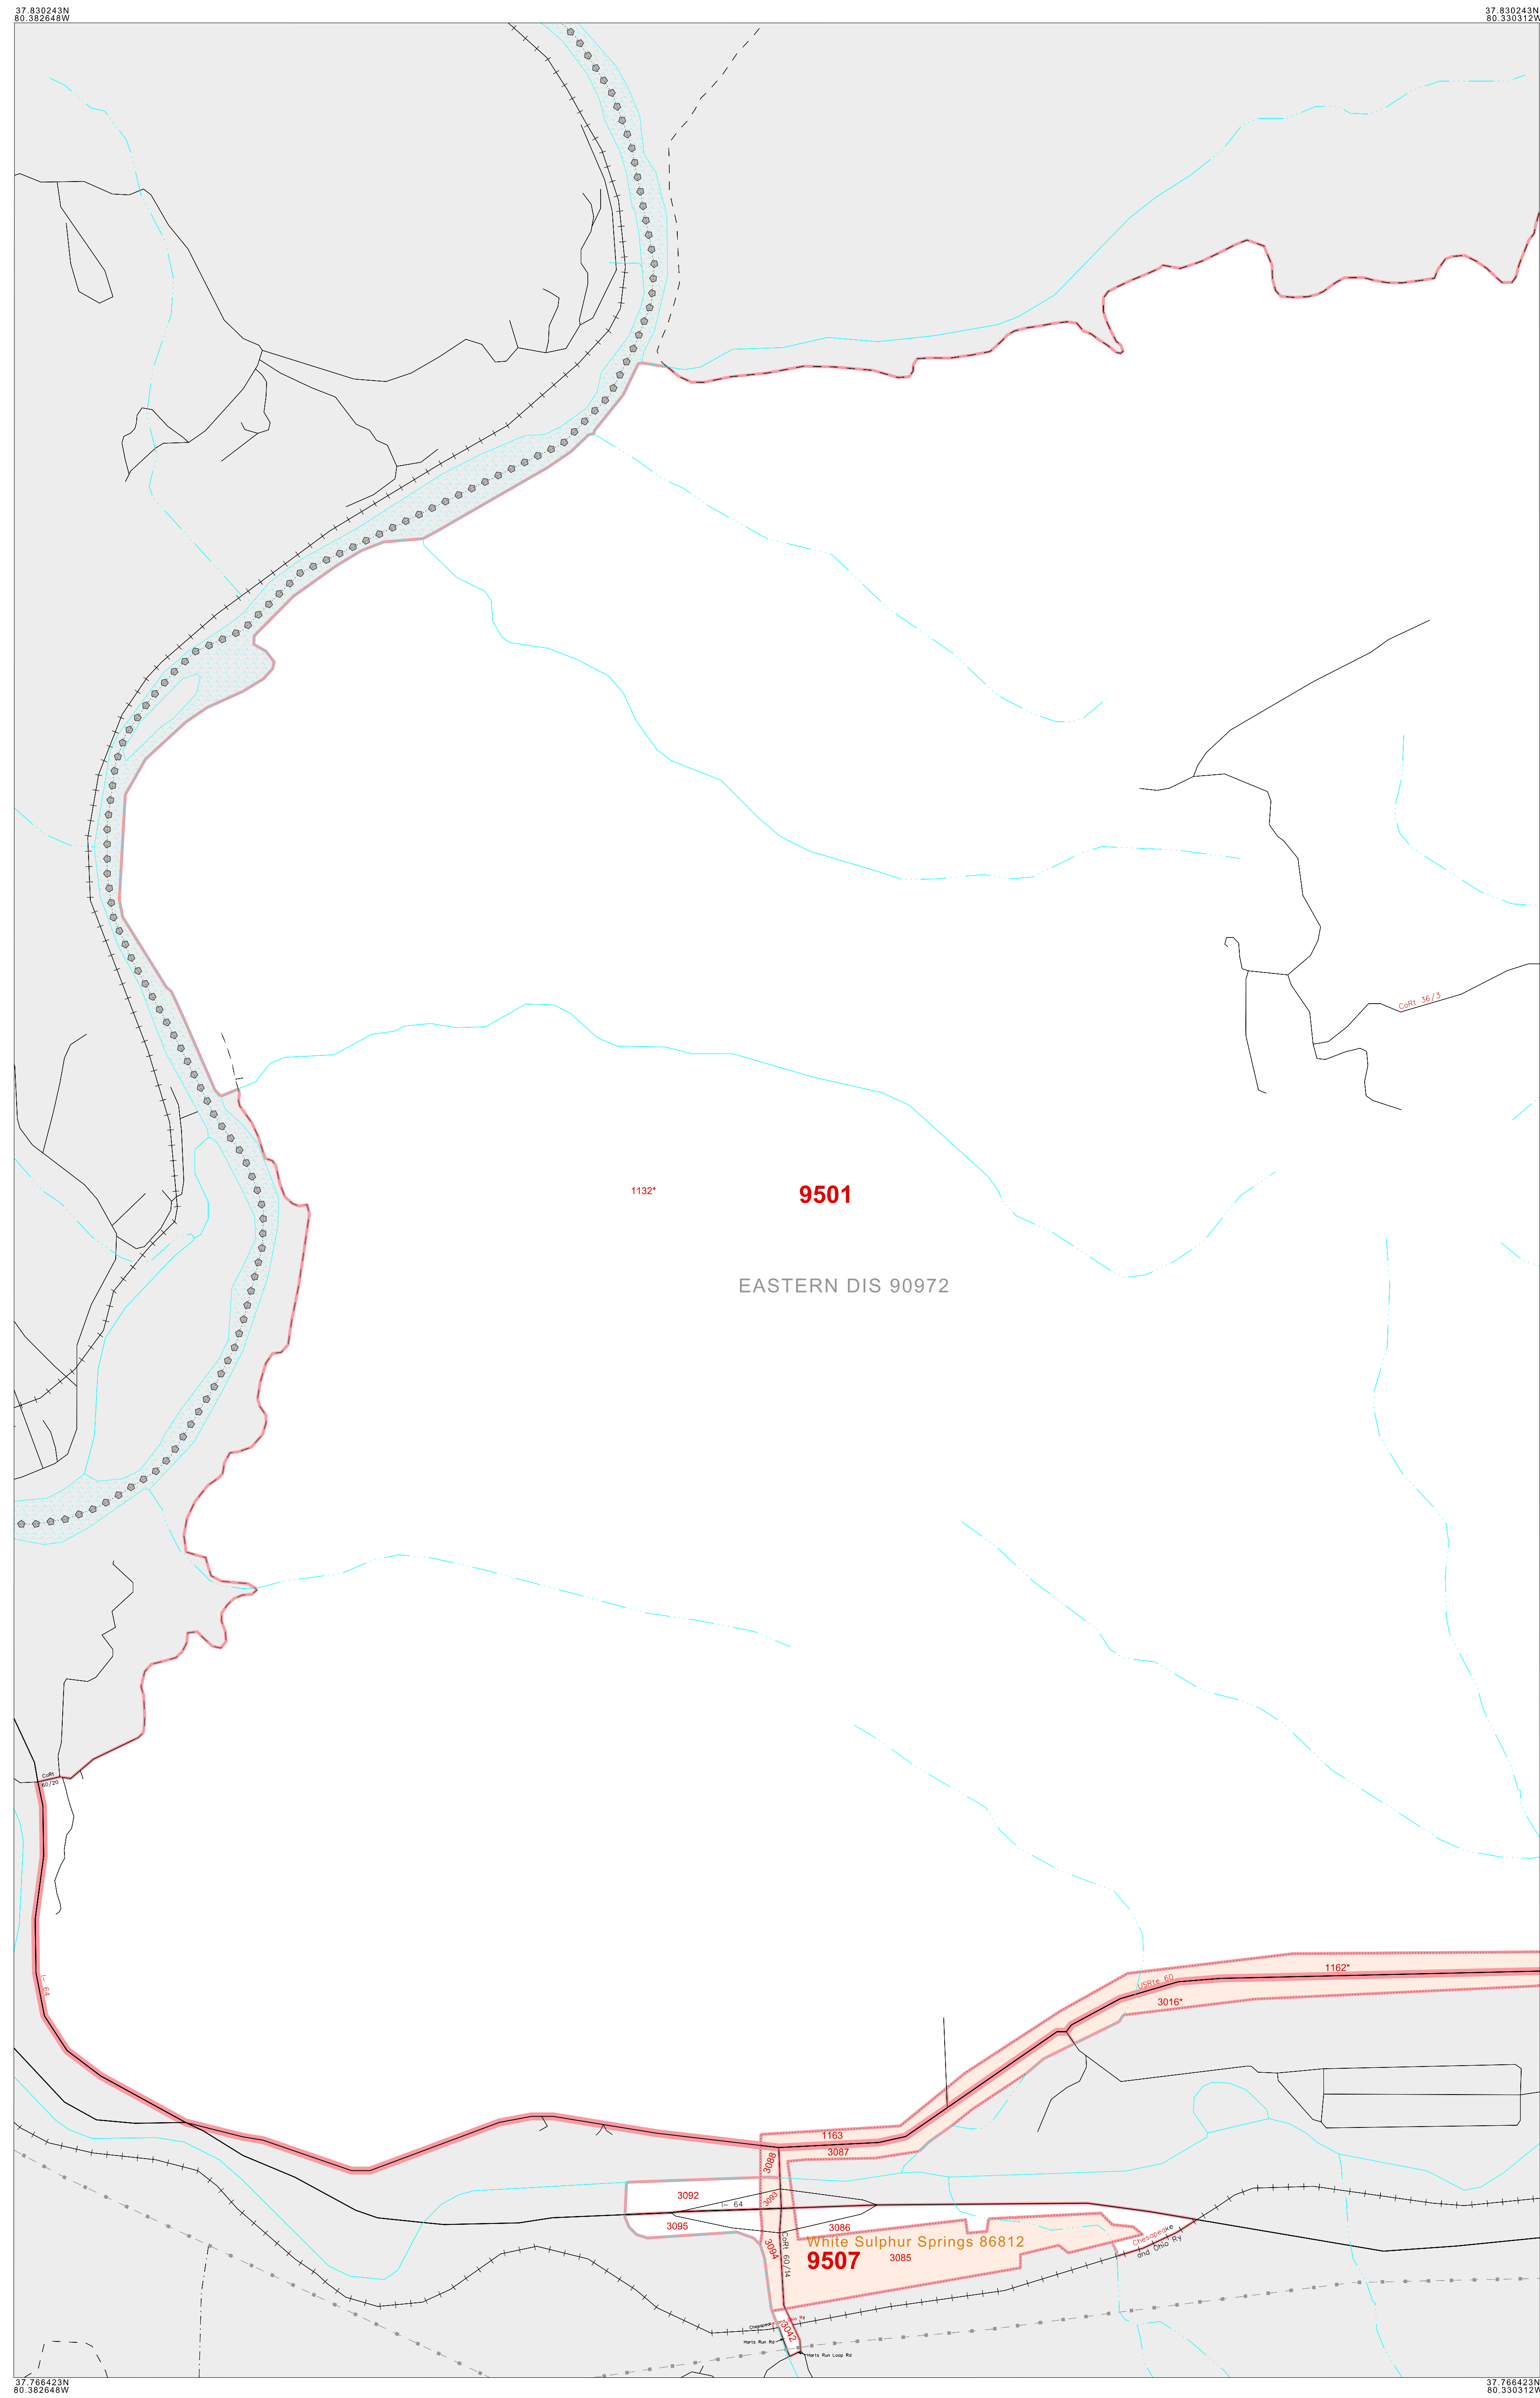 37.830243N
80.382648W
37.830243N
80.330312W
CoRt 36/3
1132*
9501
EASTERN DIS 90972
CoRt
60/20
I- 64
1162*
USRte 60
3016*
1163
3087
3088
3092
3093
I- 64
3095
3086
3094
CoRt 60/14
White Sulphur Springs 86812
9507
3085
Chesapeake
and Ohio Ry
Chesapeake
Ry
3042
Harts Run Rd
Harts Run Loop Rd
37.766423N
80.382648W
37.766423N
80.330312W